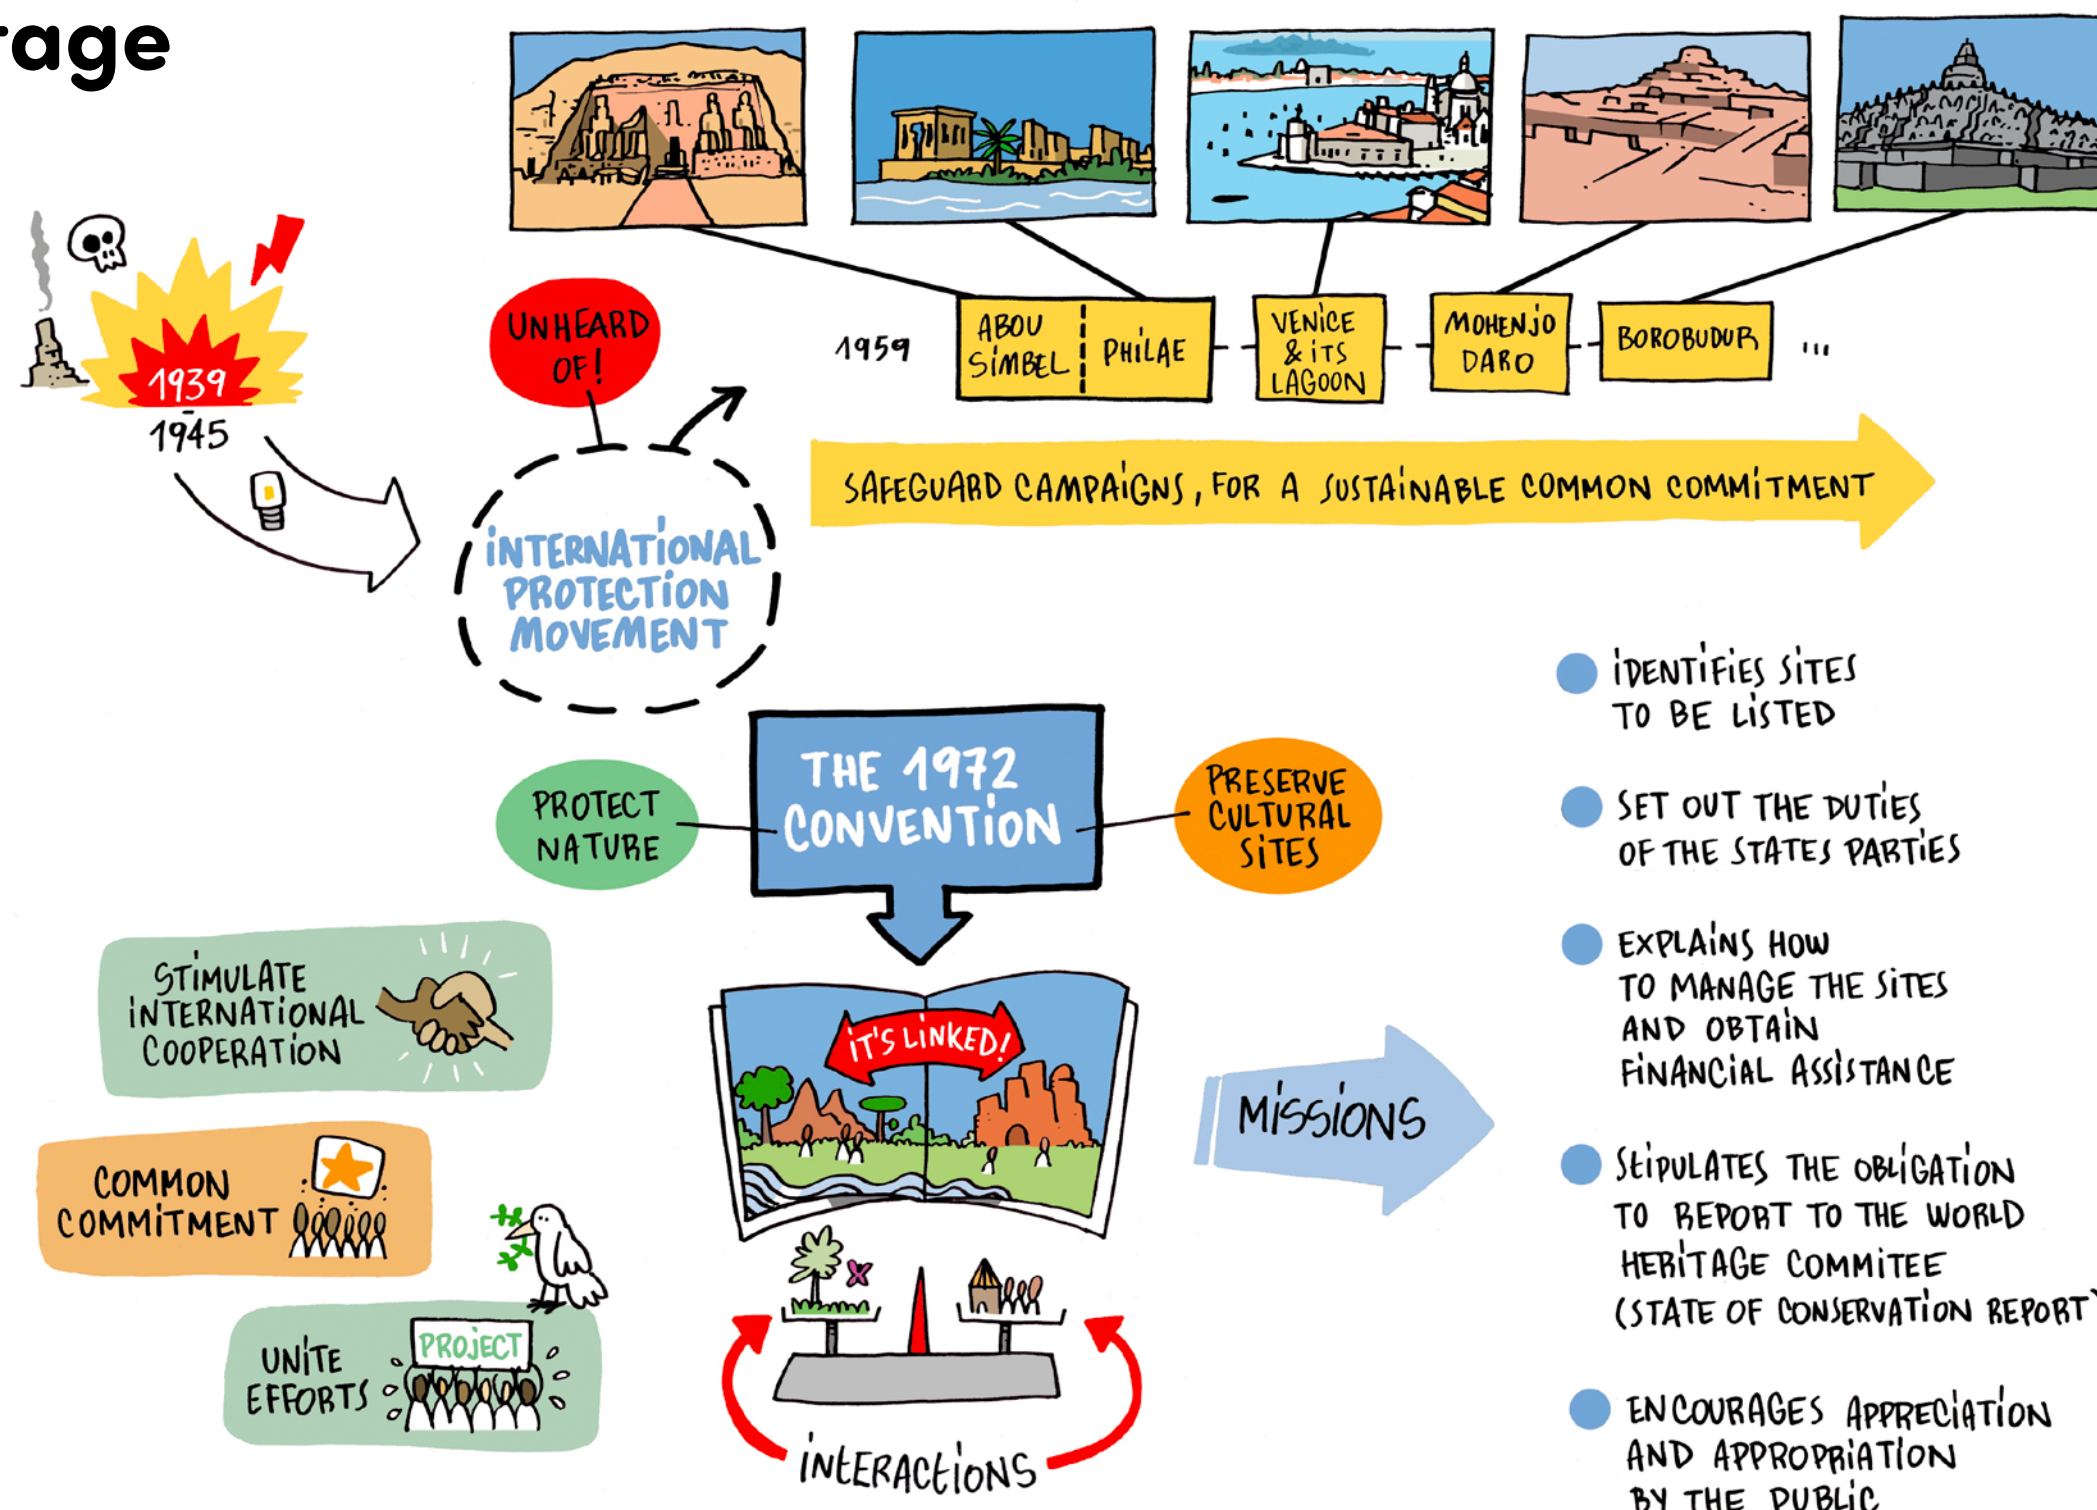 rage
1939
-
1945
UNHEARD
OF!
1959
ABOU
SIMBEL
PHILAE
VENICE
& ITS
LAGOON
MOHENJO
DARO
BOROBUDUR
...
SAFEGUARD CAMPAIGNS, FOR A SUSTAINABLE COMMON COMMITMENT
INTERNATIONAL
PROTECTION
MOVEMENT
THE 1972
CONVENTION
PROTECT
NATURE
PRESERVE
CULTURAL
SITES
STIMULATE
INTERNATIONAL
COOPERATION
COMMON
COMMITMENT
UNITE
EFFORTS
PROJECT
IT'S LINKED!
INTERACTIONS
MISSIONS
IDENTIFIES SITES
TO BE LISTED
SET OUT THE DUTIES
OF THE STATES PARTIES
EXPLAINS HOW
TO MANAGE THE SITES
AND OBTAIN
FINANCIAL ASSISTANCE
STIPULATES THE OBLIGATION
TO REPORT TO THE WORLD
HERITAGE COMMITEE
(STATE OF CONSERVATION REPORT)
ENCOURAGES APPRECIATION
AND APPROPRIATION
BY THE PUBLIC